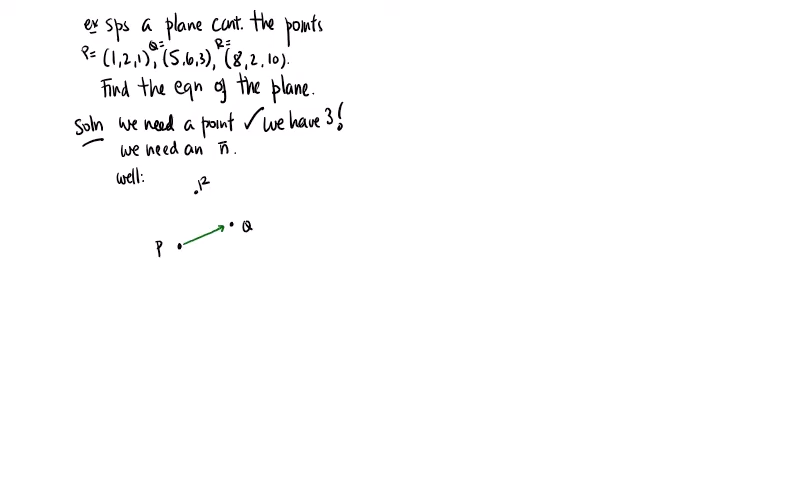 ex sps a plane cont. the points
P= (1,2,1), Q= (5,6,3), R= (8,2,10).
Find the eqn of the plane.
Soln we need a point ✓ we have 3!
we need an n̄.
well:
R
Q
P